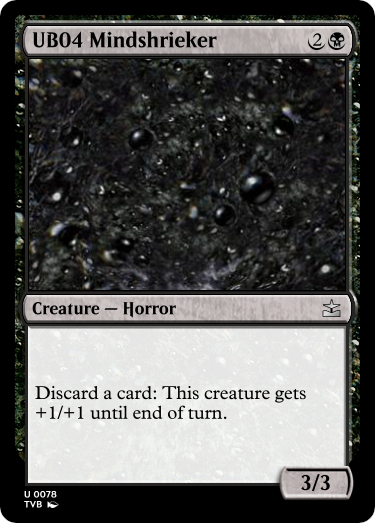 UB04 Mindshrieker 2
Creature — Horror
Discard a card: This creature gets
+1/+1 until end of turn.
3/3
U 0078
TVB